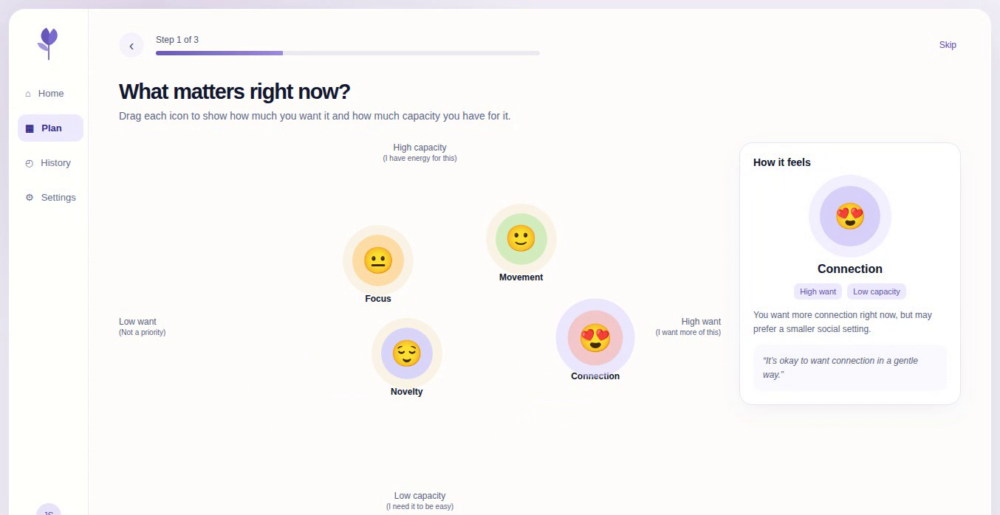 Step 1 of 3
Skip
Home
Plan
History
Settings
JS
What matters right now?
Drag each icon to show how much you want it and how much capacity you have for it.
High capacity
(I have energy for this)
Movement
Focus
Low want
(Not a priority)
High want
(I want more of this)
Connection
Novelty
Low capacity
(I need it to be easy)
How it feels
Connection
High want
Low capacity
You want more connection right now, but may
prefer a smaller social setting.
“It’s okay to want connection in a gentle
way.”